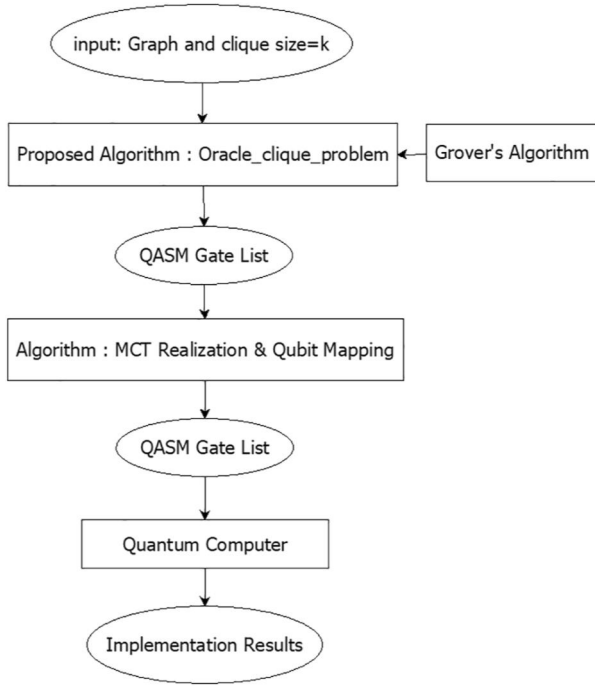 input: Graph and clique size=k
Proposed Algorithm : Oracle_clique_problem
Grover's Algorithm
QASM Gate List
Algorithm : MCT Realization & Qubit Mapping
QASM Gate List
Quantum Computer
Implementation Results